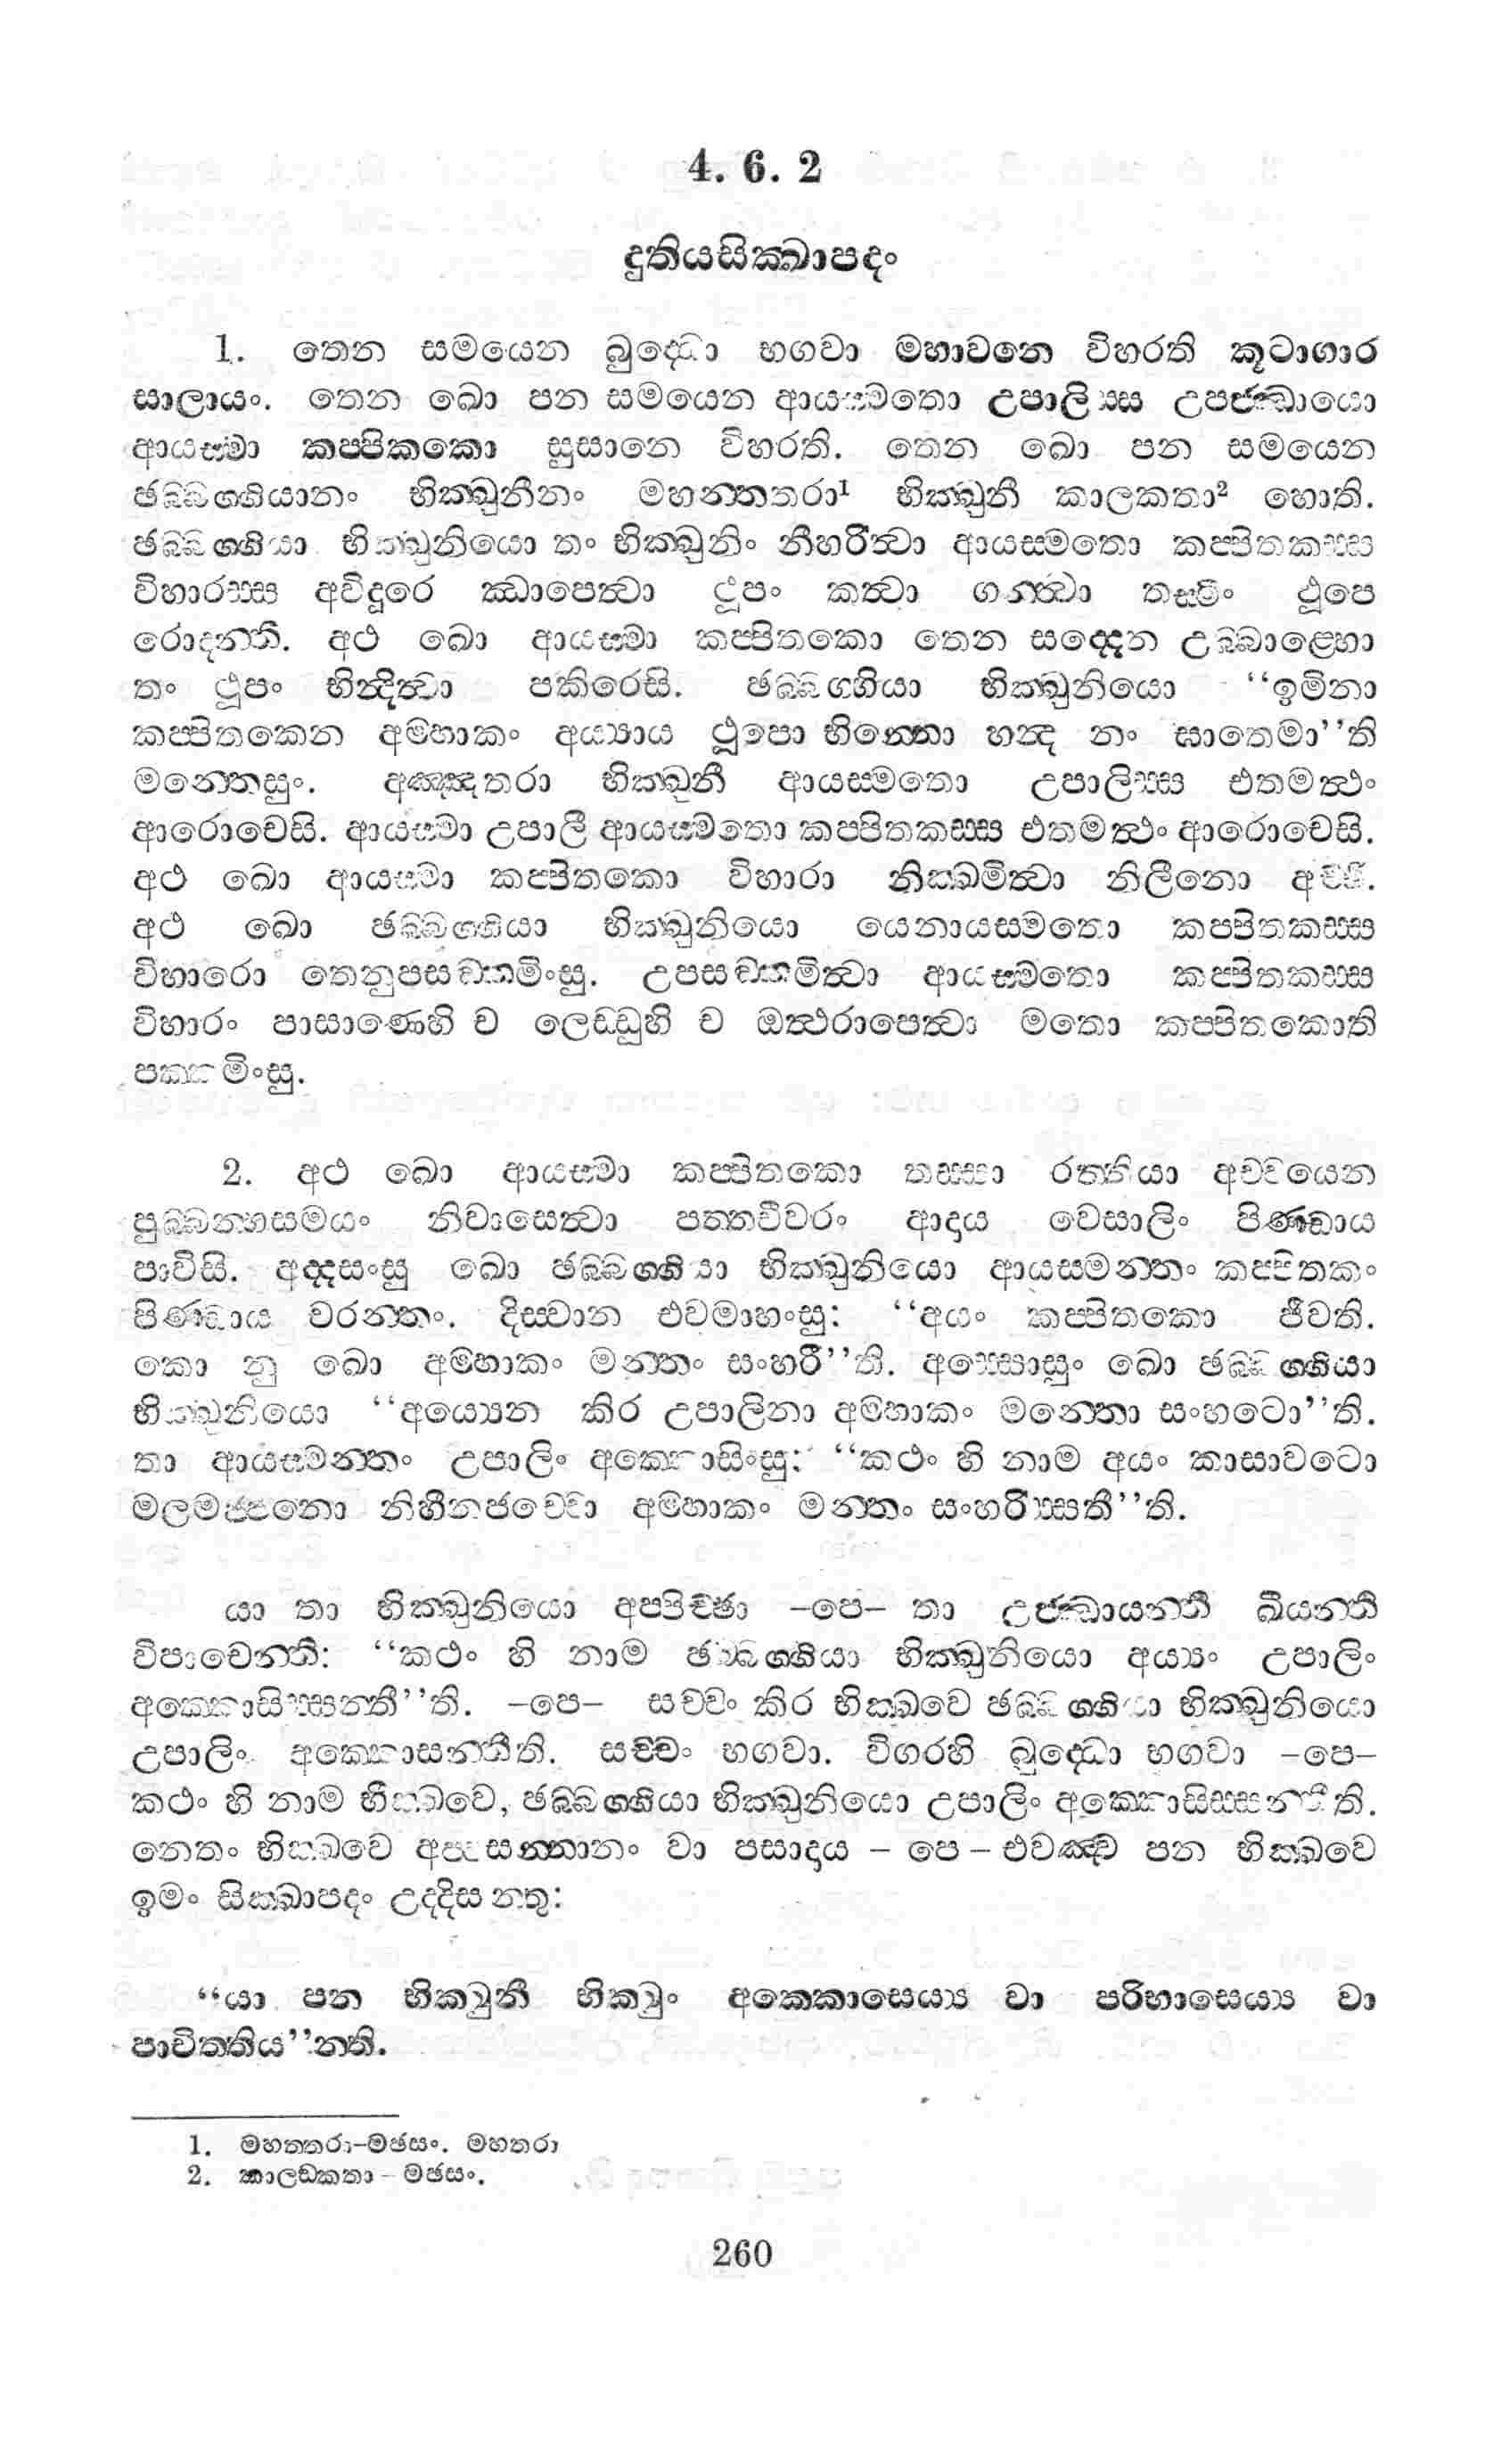 4. 6. 2
දුතියසික්ඛාපදං
1. තෙන සමයෙන බුද්ධො භගවා මහාවනෙ විහරති කූටාගාර
සාලායං. තෙන ඛො පන සමයෙන ආයස්මතො උපාලිස්ස උපජ්ඣායො
ආයස්මා කප්පිකකො සුසානෙ විහරති. තෙන ඛො පන සමයෙන
ඡබ්බග්ගියානං භික්ඛුනීනං මහන්තතරා¹ භික්ඛුනී කාලකතා² හොති.
ඡබ්බග්ගියා භික්ඛුනියො තං භික්ඛුනිං නීහරිත්වා ආයස්මතො කප්පිතකස්ස
විහාරස්ස අවිදූරෙ ඣාපෙත්වා ථූපං කත්වා ගන්ත්වා තස්මිං ථූපෙ
රොදන්ති. අථ ඛො ආයස්මා කප්පිතකො තෙන සද්දෙන උබ්බාළ්හො
තං ථූපං භින්දිත්වා පකිරෙසි. ඡබ්බග්ගියා භික්ඛුනියො “ඉමිනා
කප්පිතකෙන අම්හාකං අය්‍යාය ථූපො භින්නො හන්ද නං ඝාතෙමා”ති
මන්තෙසුං. අඤ්ඤතරා භික්ඛුනී ආයස්මතො උපාලිස්ස එතමත්ථං
ආරොචෙසි. ආයස්මා උපාලී ආයස්මතො කප්පිතකස්ස එතමත්ථං ආරොචෙසි.
අථ ඛො ආයස්මා කප්පිතකො විහාරා නික්ඛමිත්වා නිලීනො අච්ඡි.
අථ ඛො ඡබ්බග්ගියා භික්ඛුනියො යෙනායස්මතො කප්පිතකස්ස
විහාරො තෙනුපසඞ්කමිංසු. උපසඞ්කමිත්වා ආයස්මතො කප්පිතකස්ස
විහාරං පාසාණෙහි ච ලෙඩ්ඩුහි ච ඔත්ථරාපෙත්වා මතො කප්පිතකොති
පක්කමිංසු.
2. අථ ඛො ආයස්මා කප්පිතකො තස්සා රත්තියා අච්චයෙන
පුබ්බන්හසමයං නිවාසෙත්වා පත්තචීවරං ආදාය වෙසාලිං පිණ්ඩාය
පාවිසි. අද්දසංසු ඛො ඡබ්බග්ගියා භික්ඛුනියො ආයස්මන්තං කප්පිතකං
පිණ්ඩාය චරන්තං. දිස්වාන එවමාහංසු: “අයං කප්පිතකො ජීවති.
කො නු ඛො අම්හාකං මන්තං සංහරී”ති. අස්සොසුං ඛො ඡබ්බග්ගියා
භික්ඛුනියො “අය්‍යෙන කිර උපාලිනා අම්හාකං මන්තො සංහටො”ති.
තා ආයස්මන්තං උපාලිං අක්කොසිංසු: “කථං හි නාම අයං කාසාවටො
මලමජ්ජනො නිහීනජච්චො අම්හාකං මන්තං සංහරිස්සතී”ති.
යා තා භික්ඛුනියො අප්පිච්ඡා –පෙ– තා උජ්ඣායන්ති ඛීයන්ති
විපාචෙන්ති: “කථං හි නාම ඡබ්බග්ගියා භික්ඛුනියො අය්‍යං උපාලිං
අක්කොසිස්සන්තී”ති. –පෙ– සච්චං කිර භික්ඛවෙ ඡබ්බග්ගියා භික්ඛුනියො
උපාලිං අක්කොසන්තීති. සච්චං භගවා. විගරහි බුද්ධො භගවා –පෙ–
කථං හි නාම භික්ඛවෙ, ඡබ්බග්ගියා භික්ඛුනියො උපාලිං අක්කොසිස්සන්තීති.
නෙතං භික්ඛවෙ අප්පසන්නානං වා පසාදාය – පෙ – එවඤ්ච පන භික්ඛවෙ
ඉමං සික්ඛාපදං උද්දිසන්තු:
“යා පන භික්ඛුනී භික්ඛුං අක්කොසෙය්‍ය වා පරිභාසෙය්‍ය වා
පාචිත්තිය”න්ති.
1. මහත්තරා–මඡසං. මහතරා
2. කාලඞ්කතා – මඡසං.
260